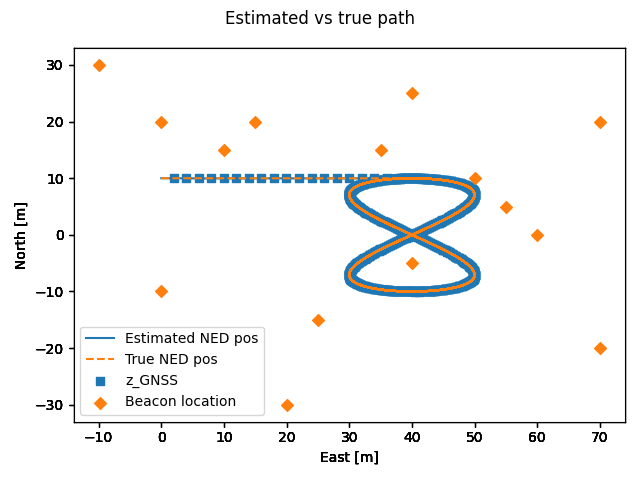 Estimated vs true path
30
20
10
0
−10
−20
−30
North [m]
Estimated NED pos
True NED pos
z_GNSS
Beacon location
−10 0 10 20 30 40 50 60 70
East [m]